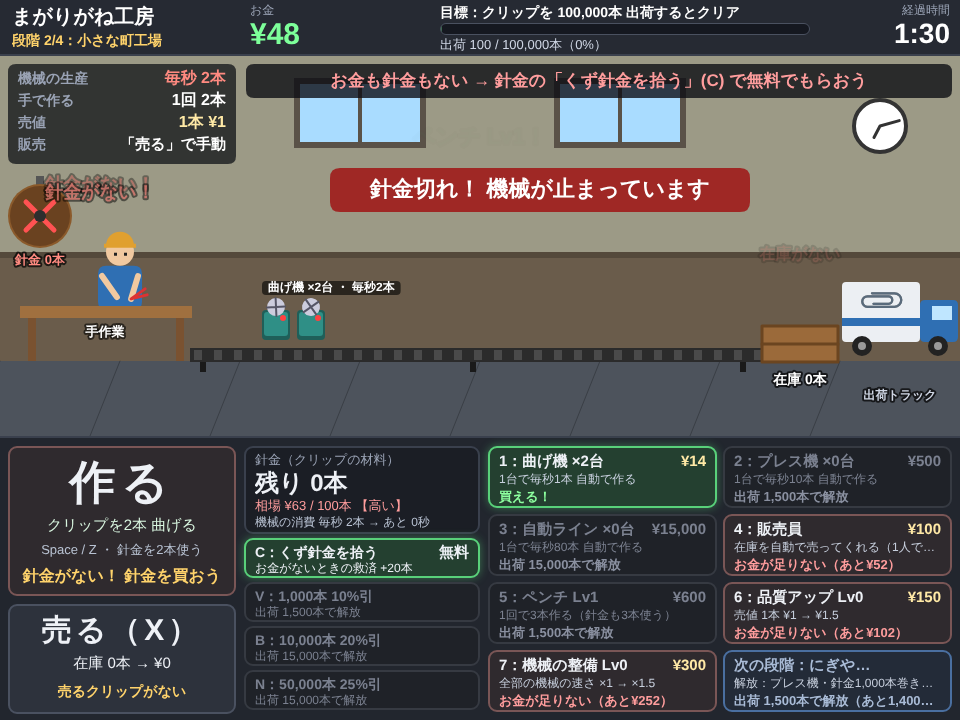 まがりがね工房
段階 2/4：小さな町工場
お金
¥48
目標：クリップを 100,000本 出荷するとクリア
出荷 100 / 100,000本（0%）
経過時間
1:30
機械の生産 毎秒 2本
手で作る 1回 2本
売値 1本 ¥1
販売 「売る」で手動
お金も針金もない → 針金の「くず針金を拾う」(C) で無料でもらおう
針金切れ！ 機械が止まっています
針金がない！
針金 0本
在庫がない
曲げ機 ×2台 ・ 毎秒2本
手作業
在庫 0本
出荷トラック
作る
クリップを2本 曲げる
Space / Z ・ 針金を2本使う
針金がない！ 針金を買おう
売る（X）
在庫 0本 → ¥0
売るクリップがない
針金（クリップの材料）
残り 0本
相場 ¥63 / 100本 【高い】
機械の消費 毎秒 2本 → あと 0秒
C：くず針金を拾う 無料
お金がないときの救済 +20本
V：1,000本 10%引
出荷 1,500本で解放
B：10,000本 20%引
出荷 15,000本で解放
N：50,000本 25%引
出荷 15,000本で解放
1：曲げ機 ×2台 ¥14
1台で毎秒1本 自動で作る
買える！
2：プレス機 ×0台 ¥500
1台で毎秒10本 自動で作る
出荷 1,500本で解放
3：自動ライン ×0台 ¥15,000
1台で毎秒80本 自動で作る
出荷 15,000本で解放
4：販売員 ¥100
在庫を自動で売ってくれる（1人で…
お金が足りない（あと¥52）
5：ペンチ Lv1 ¥600
1回で3本作る（針金も3本使う）
出荷 1,500本で解放
6：品質アップ Lv0 ¥150
売値 1本 ¥1 → ¥1.5
お金が足りない（あと¥102）
7：機械の整備 Lv0 ¥300
全部の機械の速さ ×1 → ×1.5
お金が足りない（あと¥252）
次の段階：にぎや…
解放：プレス機・針金1,000本巻き…
出荷 1,500本で解放（あと1,400…